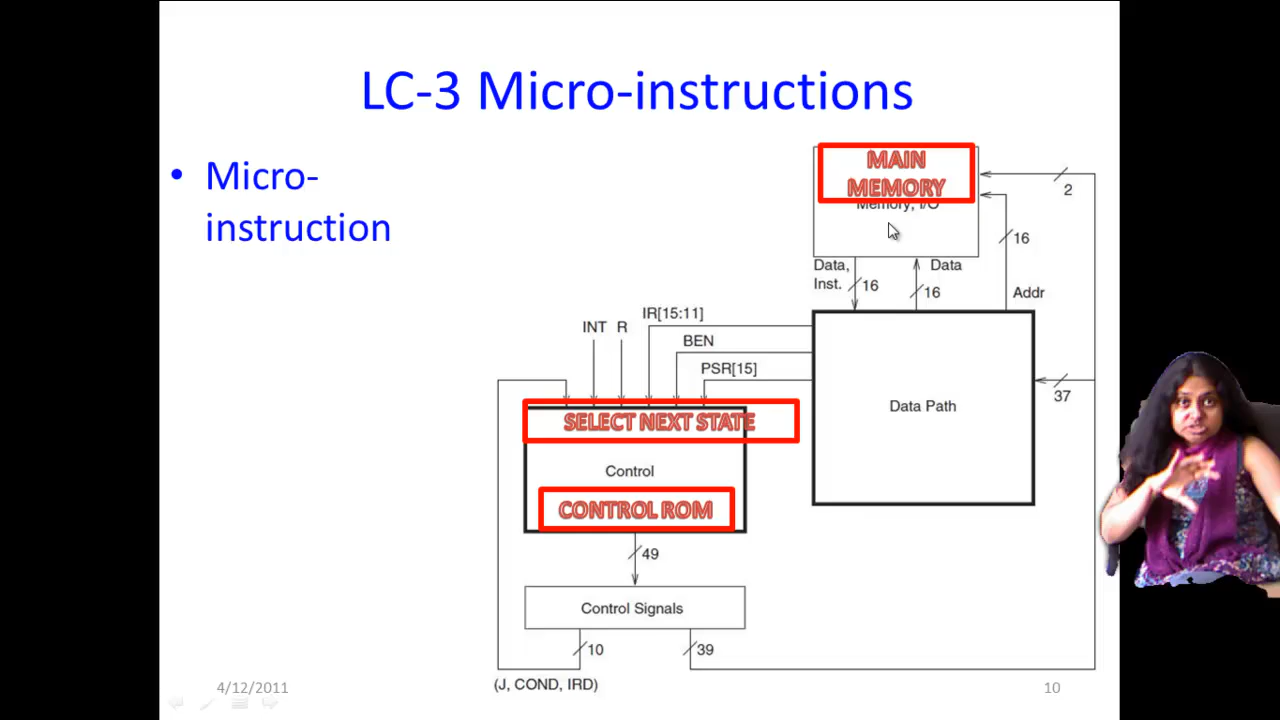 LC-3 Micro-instructions
• Micro-
instruction
MAIN
MEMORY
Memory, I/O
2
16
Data,
Inst.
16
Data
16
Addr
IR[15:11]
INT R
BEN
PSR[15]
37
Data Path
SELECT NEXT STATE
Control
CONTROL ROM
49
Control Signals
10
39
(J, COND, IRD)
4/12/2011
10